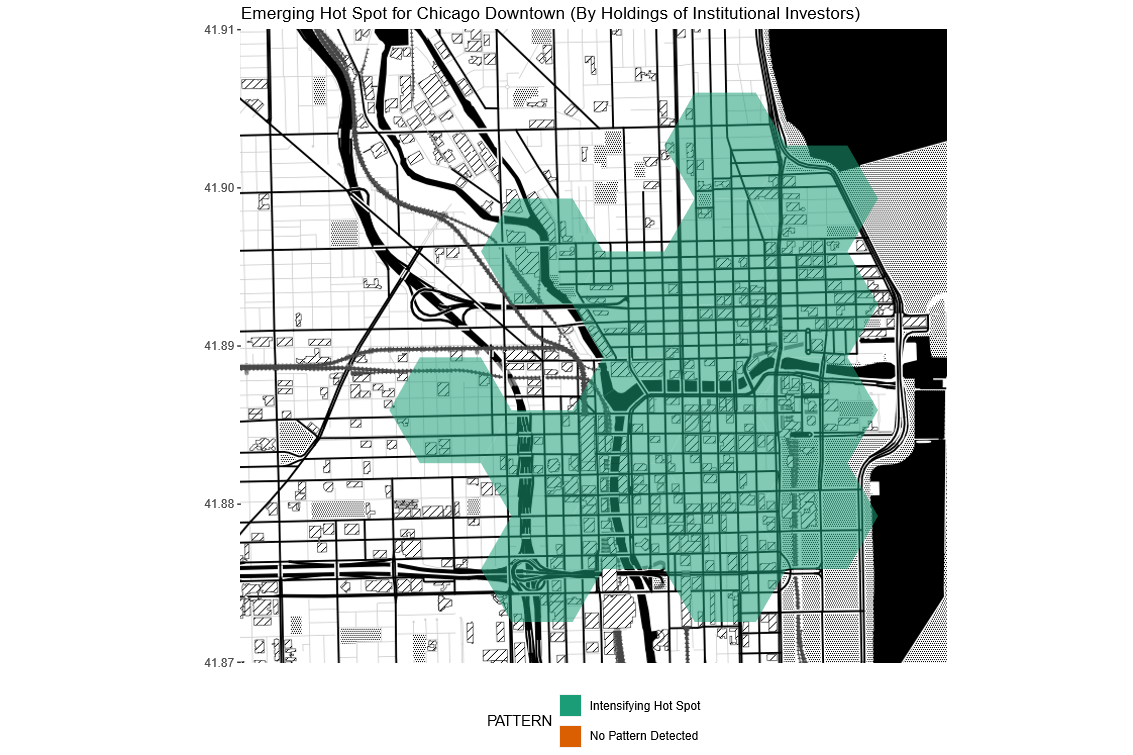 Emerging Hot Spot for Chicago Downtown (By Holdings of Institutional Investors)
41.91
41.90
41.89
41.88
41.87
PATTERN
Intensifying Hot Spot
No Pattern Detected